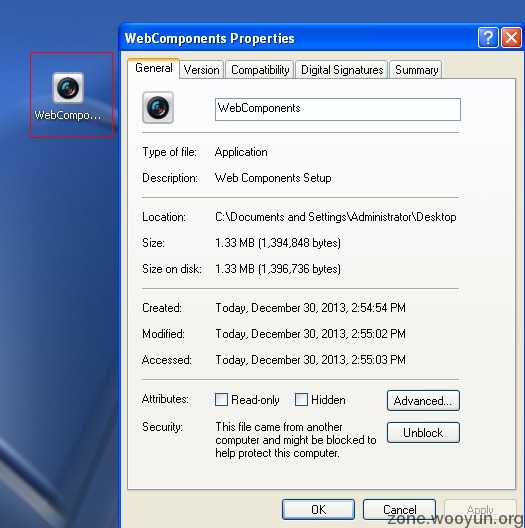 WebComponents Properties
WebCompo...
General
Version
Compatibility
Digital Signatures
Summary
WebComponents
Type of file: Application
Description: Web Components Setup
Location: C:\Documents and Settings\Administrator\Desktop
Size: 1.33 MB (1,394,848 bytes)
Size on disk: 1.33 MB (1,396,736 bytes)
Created: Today, December 30, 2013, 2:54:54 PM
Modified: Today, December 30, 2013, 2:55:02 PM
Accessed: Today, December 30, 2013, 2:55:03 PM
Attributes: Read-only Hidden Advanced...
Security: This file came from another
computer and might be blocked to
help protect this computer.
Unblock
OK Cancel Apply
zone.wooyun.org